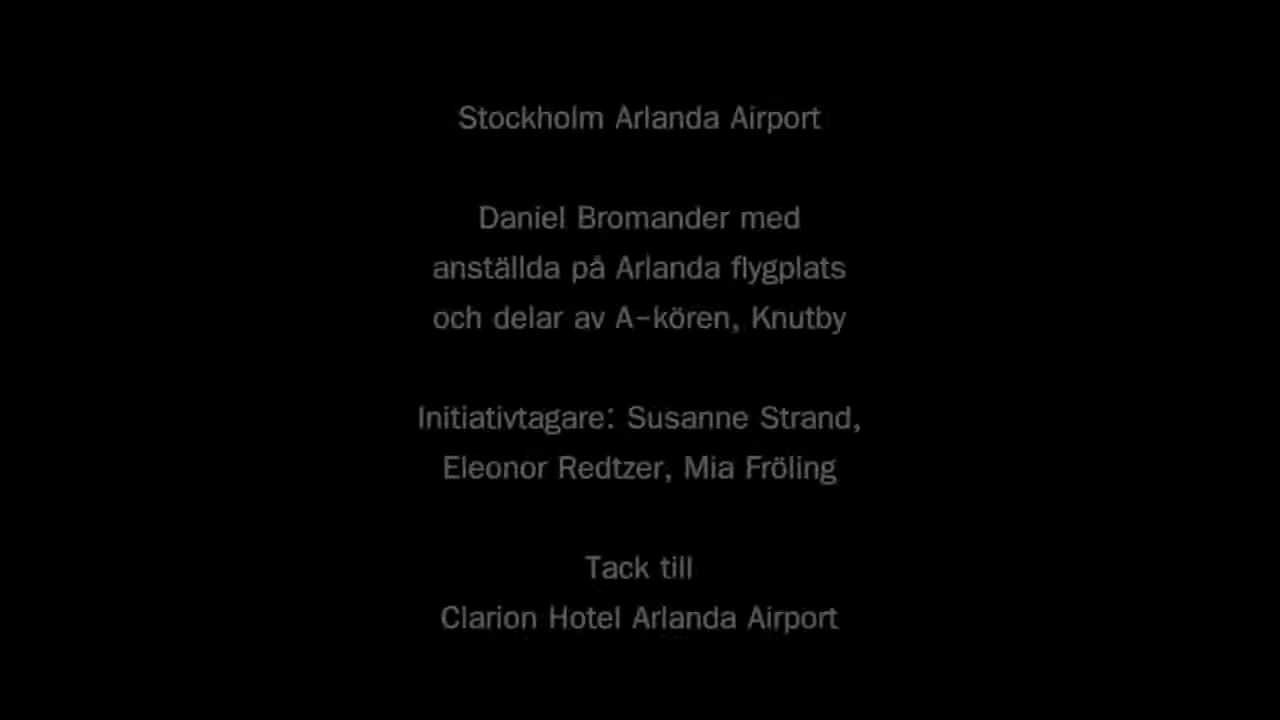 Stockholm Arlanda Airport
Daniel Bromander med
anställda på Arlanda flygplats
och delar av A-kören, Knutby
Initiativtagare: Susanne Strand,
Eleonor Redtzer, Mia Fröling
Tack till
Clarion Hotel Arlanda Airport